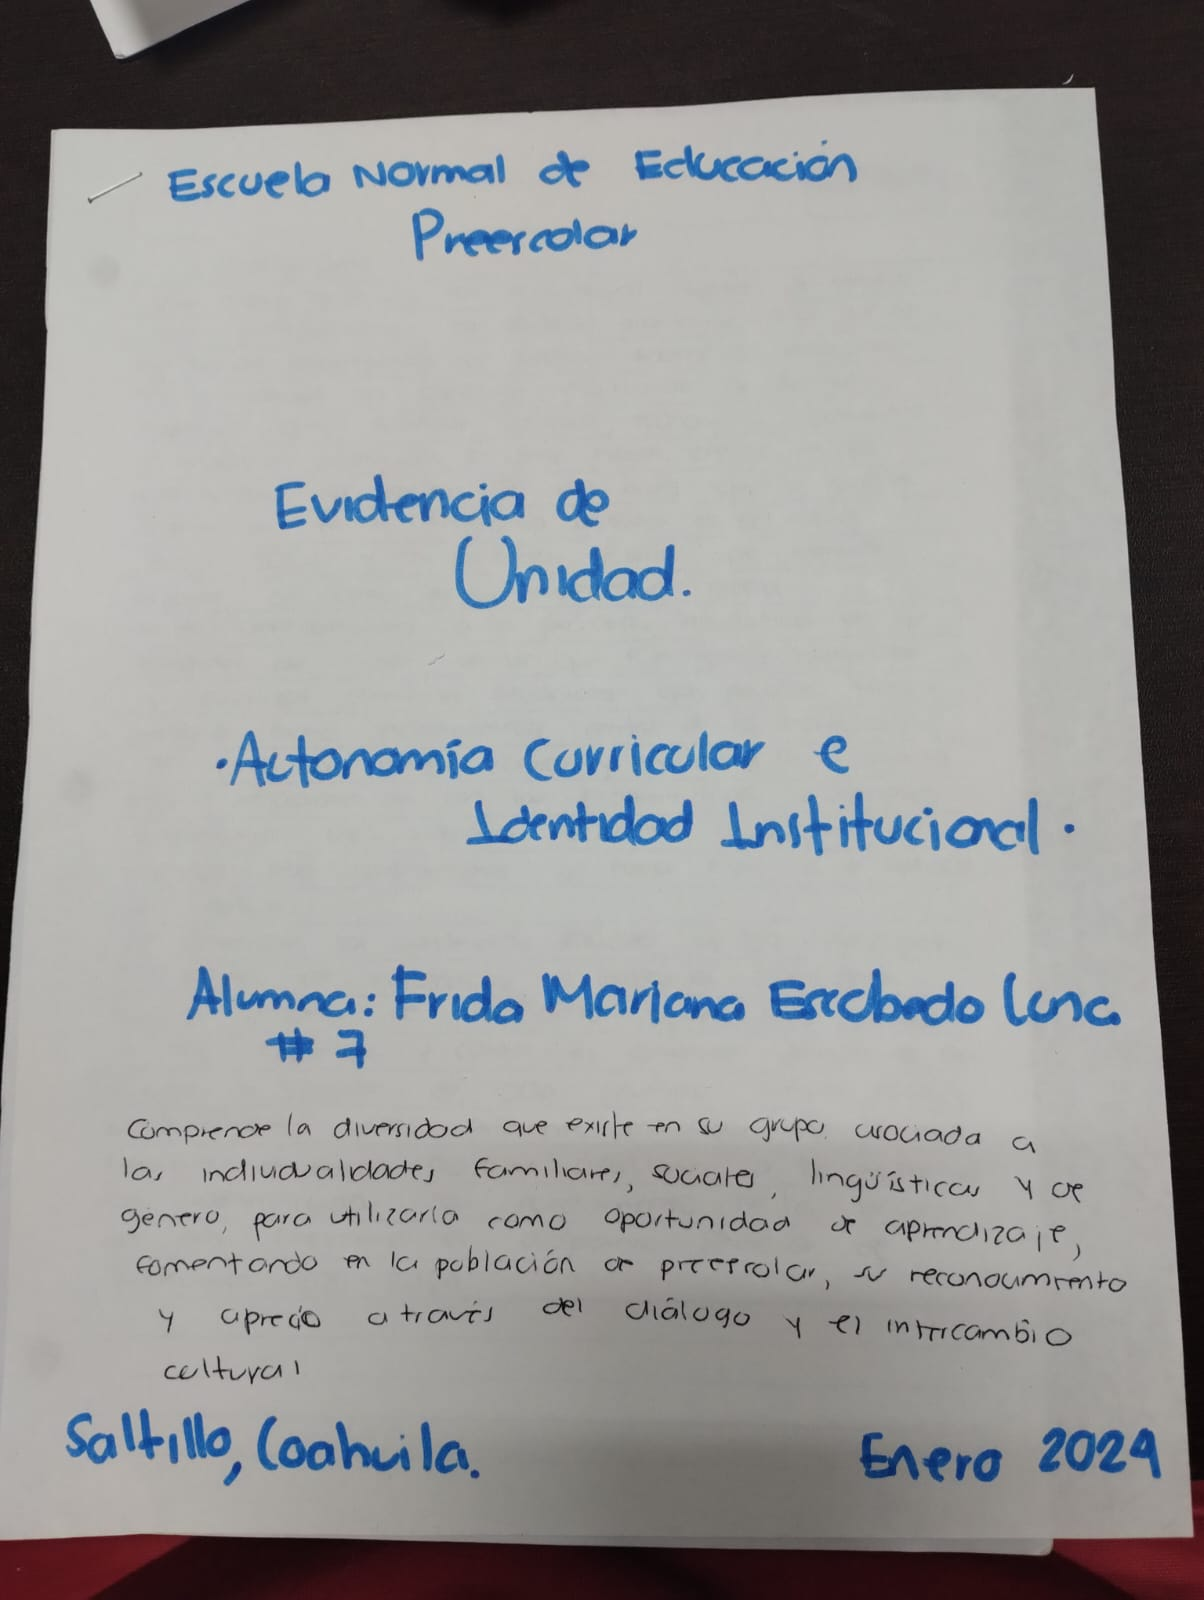 Escuela Normal de Educación
Preescolar
Evidencia de
Unidad.
·Autonomía Curricular e
Identidad Institucional·
Alumna: Frida Mariana Escobedo Luna
#7
Comprende la diversidad que existe en su grupo, asociada a
las individualidades familiares, sociales, lingüísticas y de
género, para utilizarla como oportunidad de aprendizaje,
fomentando en la población de preescolar, su reconocimiento
y aprecio a través del diálogo y el intercambio
cultural
Saltillo, Coahuila.
Enero 2024